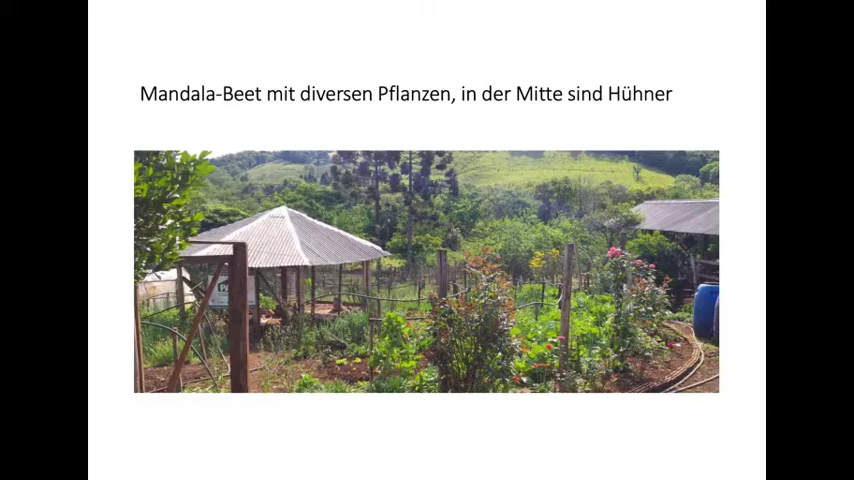 Mandala-Beet mit diversen Pflanzen, in der Mitte sind Hühner